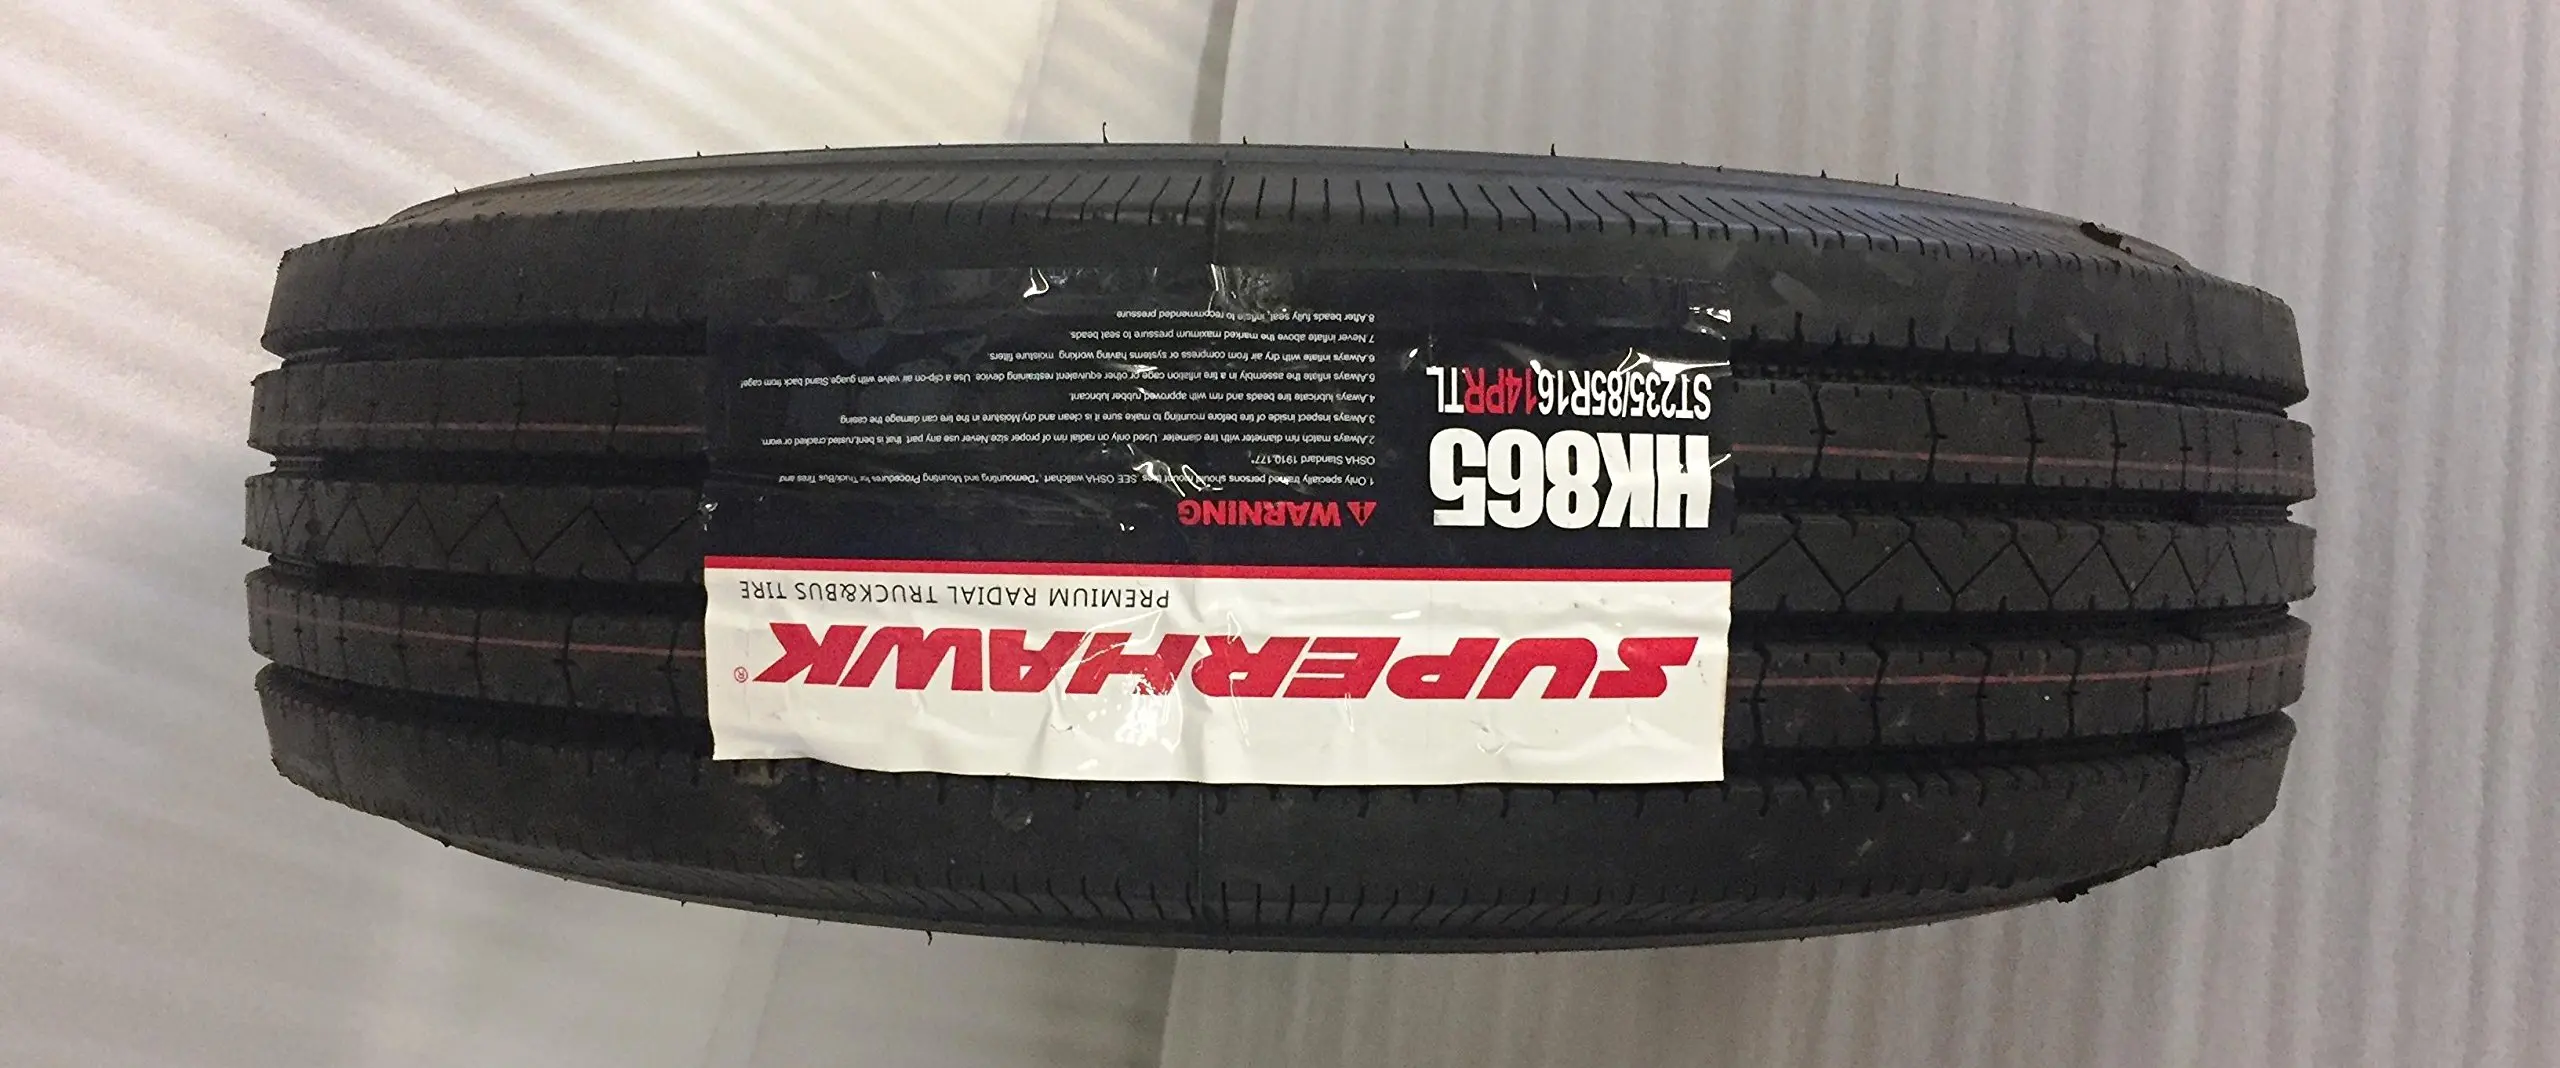 SUPERHAWK®
PREMIUM RADIAL TRUCK&BUS TIRE
HK865
ST235/85R16 14PRTL
⚠ WARNING
1.Only specially trained persons should mount tires. SEE OSHA wallchart, "Demounting and Mounting Procedures for Truck/Bus Tires and
OSHA Standard 1910.177".
2.Always match rim diameter with tire diameter. Used only on radial rim of proper size.Never use any part that is bent,rusted,cracked or worn.
3.Always inspect inside of tire before mounting to make sure it is clean and dry.Moisture in the tire can damage the casing
4.Always lubricate tire beads and rim with approved rubber lubricant.
5.Always inflate the assembly in a tire inflation cage or other equivalent restraining device. Use a clip-on air valve with guage.Stand back from cage!
6.Always inflate with dry air from compress or systems having working moisture filters.
7.Never inflate above the marked maximum pressure to seat beads.
8.After beads fully seat, inflate to recommended pressure